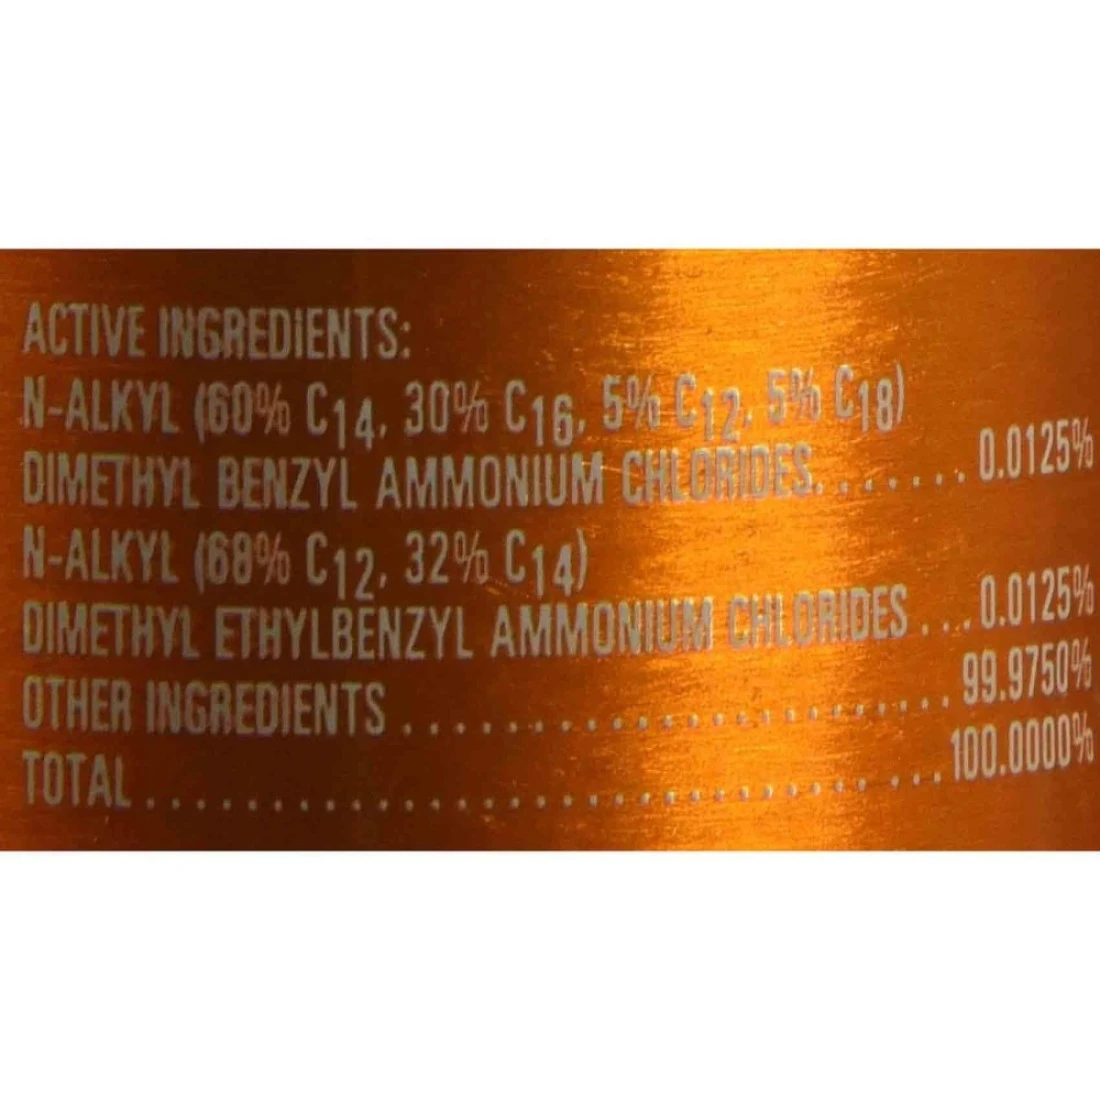 ACTIVE INGREDIENTS:
N-ALKYL (60% C14, 30% C16, 5% C12, 5% C18)
DIMETHYL BENZYL AMMONIUM CHLORIDES. . . . . . . . 0.0125%
N-ALKYL (68% C12, 32% C14)
DIMETHYL ETHYLBENZYL AMMONIUM CHLORIDES . . . 0.0125%
OTHER INGREDIENTS . . . . . . . . . . . . . . . . . . . . . . . . . 99.9750%
TOTAL . . . . . . . . . . . . . . . . . . . . . . . . . . . . . . . . . . . . 100.0000%